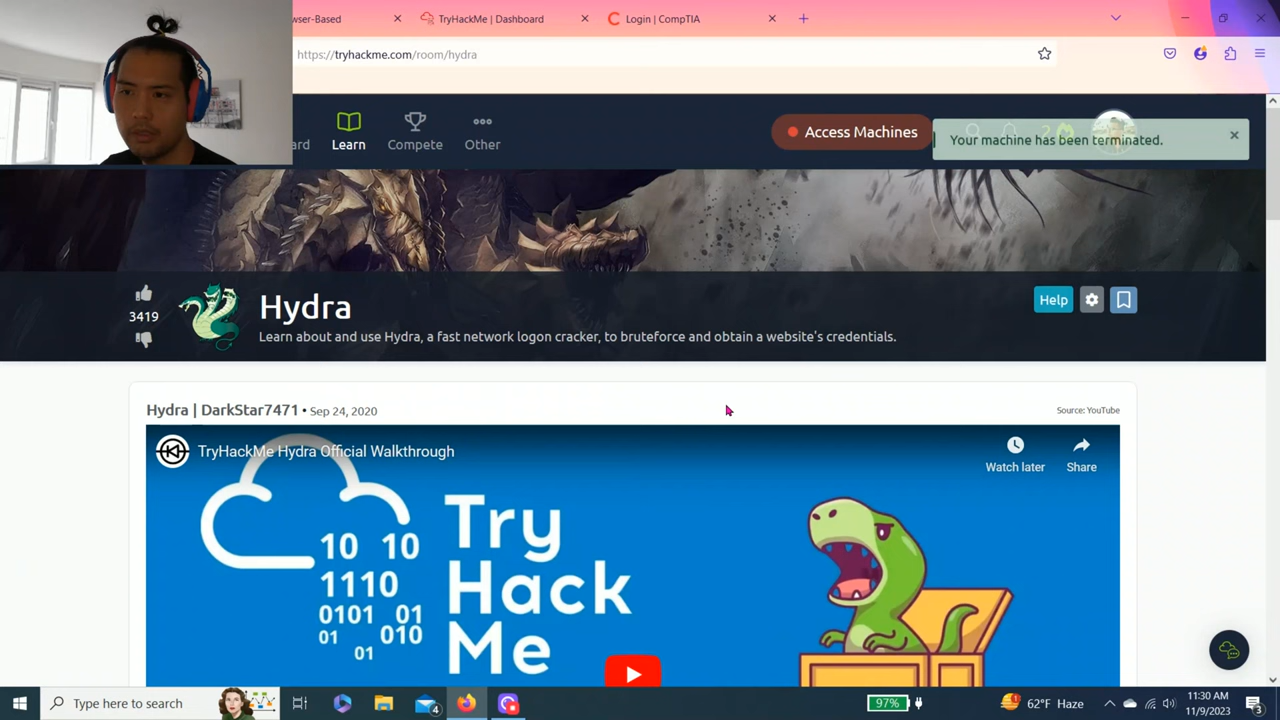 wser-Based
TryHackMe | Dashboard
Login | CompTIA
https://tryhackme.com/room/hydra
ard
Learn
Compete
Other
Access Machines
Your machine has been terminated.
3419
Hydra
Learn about and use Hydra, a fast network logon cracker, to bruteforce and obtain a website's credentials.
Help
Hydra | DarkStar7471 • Sep 24, 2020
Source: YouTube
TryHackMe Hydra Official Walkthrough
Watch later
Share
Try
Hack
Me
10 10
1110
0101 01
01 010
01
Type here to search
4
97%
62°F Haze
11:30 AM
11/9/2023
3